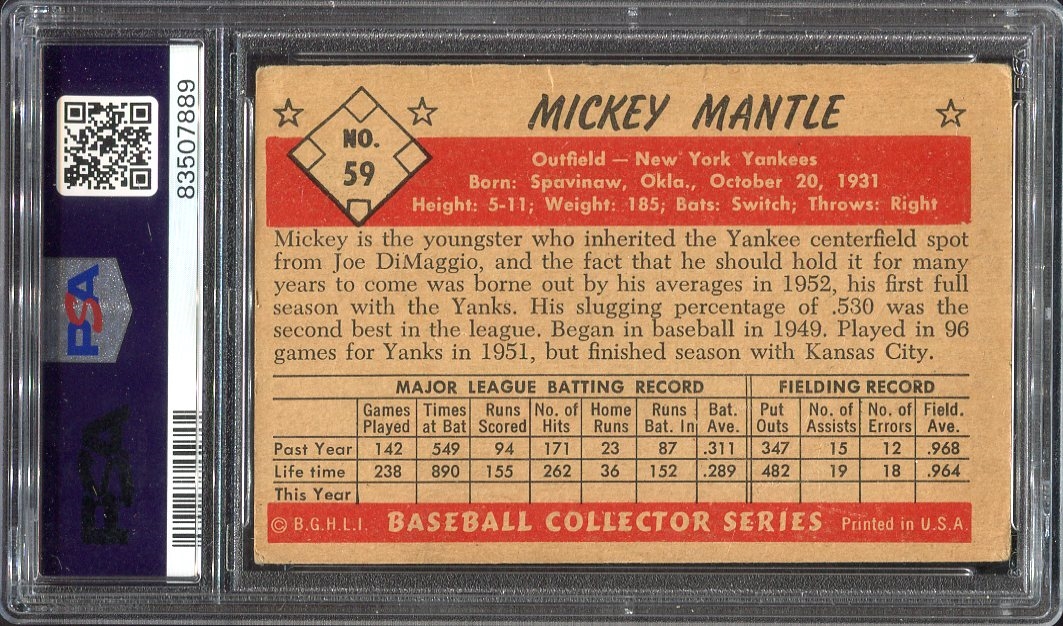 83507889
PSA
PSA
NO.
59
MICKEY MANTLE
Outfield — New York Yankees
Born: Spavinaw, Okla., October 20, 1931
Height: 5-11; Weight: 185; Bats: Switch; Throws: Right
Mickey is the youngster who inherited the Yankee centerfield spot
from Joe DiMaggio, and the fact that he should hold it for many
years to come was borne out by his averages in 1952, his first full
season with the Yanks. His slugging percentage of .530 was the
second best in the league. Began in baseball in 1949. Played in 96
games for Yanks in 1951, but finished season with Kansas City.
MAJOR LEAGUE BATTING RECORD FIELDING RECORD
Games Times Runs No. of Home Runs Bat. Put No. of No. of Field.
Played at Bat Scored Hits Runs Bat. In Ave. Outs Assists Errors Ave.
Past Year 142 549 94 171 23 87 .311 347 15 12 .968
Life time 238 890 155 262 36 152 .289 482 19 18 .964
This Year
© B.G.H.L.I. BASEBALL COLLECTOR SERIES Printed in U.S.A.